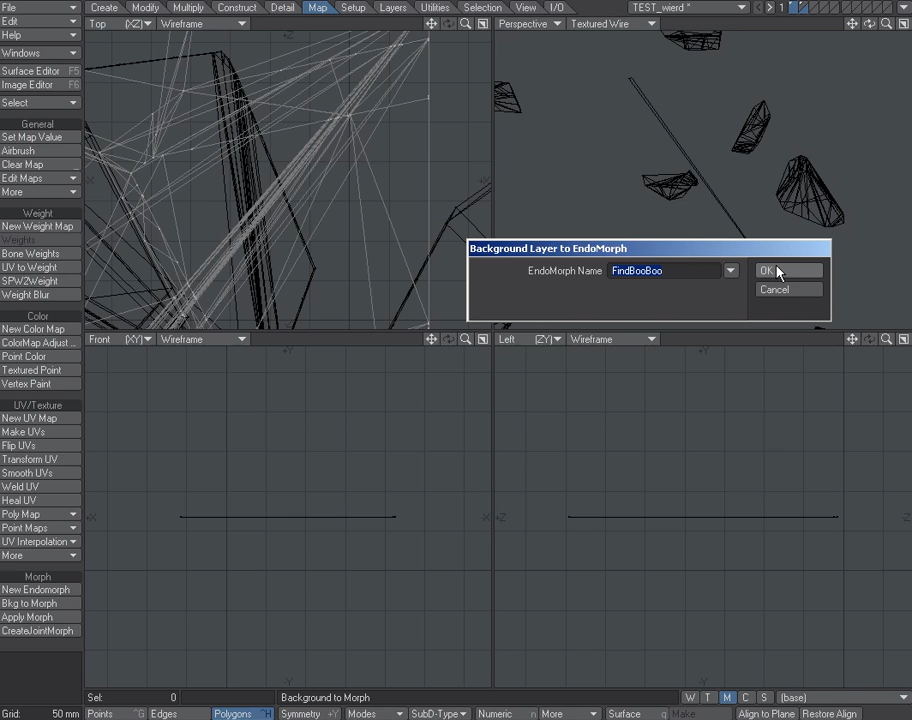 File Create Modify Multiply Construct Detail Map Setup Layers Utilities Selection View I/O TEST_wierd * 1
Edit
Help
Windows
Surface Editor F5
Image Editor F6
Select
General
Set Map Value
Airbrush
Clear Map
Edit Maps
More
Weight
New Weight Map
Weights
Bone Weights
UV to Weight
SPW2Weight
Weight Blur
Color
New Color Map
ColorMap Adjust ..
Point Color
Textured Point
Vertex Paint
UV/Texture
New UV Map
Make UVs
Flip UVs
Transform UV
Smooth UVs
Weld UV
Heal UV
Poly Map
Point Maps
UV Interpolation
More
Morph
New Endomorph
Bkg to Morph
Apply Morph
CreateJointMorph
Grid: 50 mm
Top (XZ) Wireframe
Perspective Textured Wire
Background Layer to EndoMorph
EndoMorph Name FindBooBoo OK
Cancel
Front (XY) Wireframe
Left (ZY) Wireframe
Sel: 0 Background to Morph W T M C S (base)
Points ^G Edges Polygons ^H Symmetry +Y Modes SubD-Type Numeric n More Surface q Make Align to Plane Restore Align